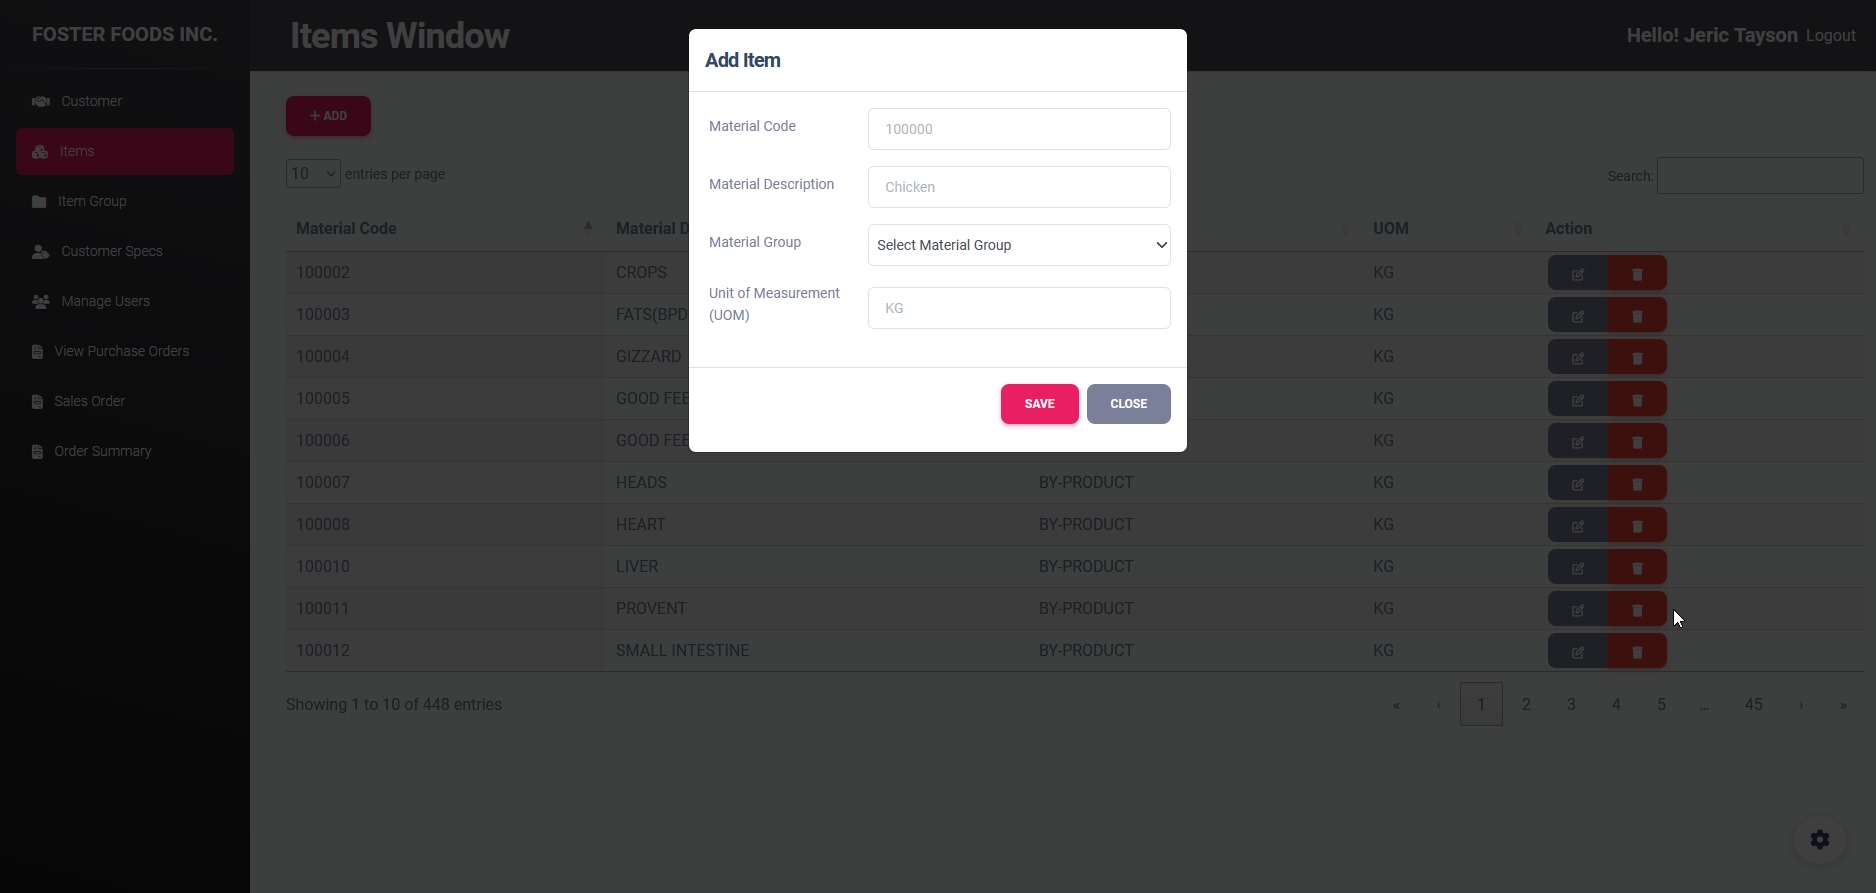 FOSTER FOODS INC.
Items Window
Hello! Jeric Tayson Logout
Customer
Items
Item Group
Customer Specs
Manage Users
View Purchase Orders
Sales Order
Order Summary
+ ADD
10 entries per page
Search:
Add Item
Material Code
100000
Material Description
Chicken
Material Group
Select Material Group
Unit of Measurement
(UOM)
KG
SAVE CLOSE
Material Code Material D UOM Action
100002 CROPS KG
100003 FATS(BPD KG
100004 GIZZARD KG
100005 GOOD FEE KG
100006 GOOD FEE KG
100007 HEADS BY-PRODUCT KG
100008 HEART BY-PRODUCT KG
100010 LIVER BY-PRODUCT KG
100011 PROVENT BY-PRODUCT KG
100012 SMALL INTESTINE BY-PRODUCT KG
Showing 1 to 10 of 448 entries
« ‹ 1 2 3 4 5 … 45 › »